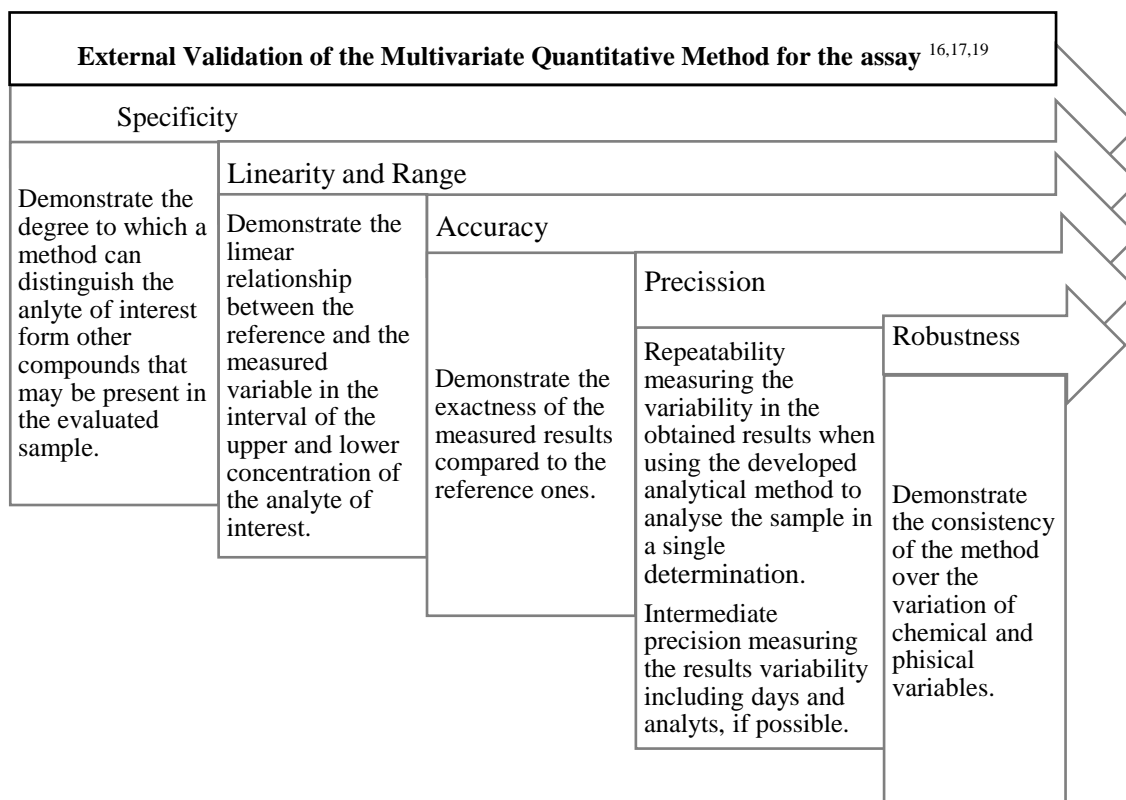 External Validation of the Multivariate Quantitative Method for the assay 16,17,19
Specificity
Demonstrate the
degree to which a
method can
distinguish the
anlyte of interest
form other
compounds that
may be present in
the evaluated
sample.
Linearity and Range
Demonstrate the
limear
relationship
between the
reference and the
measured
variable in the
interval of the
upper and lower
concentration of
the analyte of
interest.
Accuracy
Demonstrate the
exactness of the
measured results
compared to the
reference ones.
Precission
Repeatability
measuring the
variability in the
obtained results when
using the developed
analytical method to
analyse the sample in
a single
determination.
Intermediate
precision measuring
the results variability
including days and
analyts, if possible.
Robustness
Demonstrate
the consistency
of the method
over the
variation of
chemical and
phisical
variables.